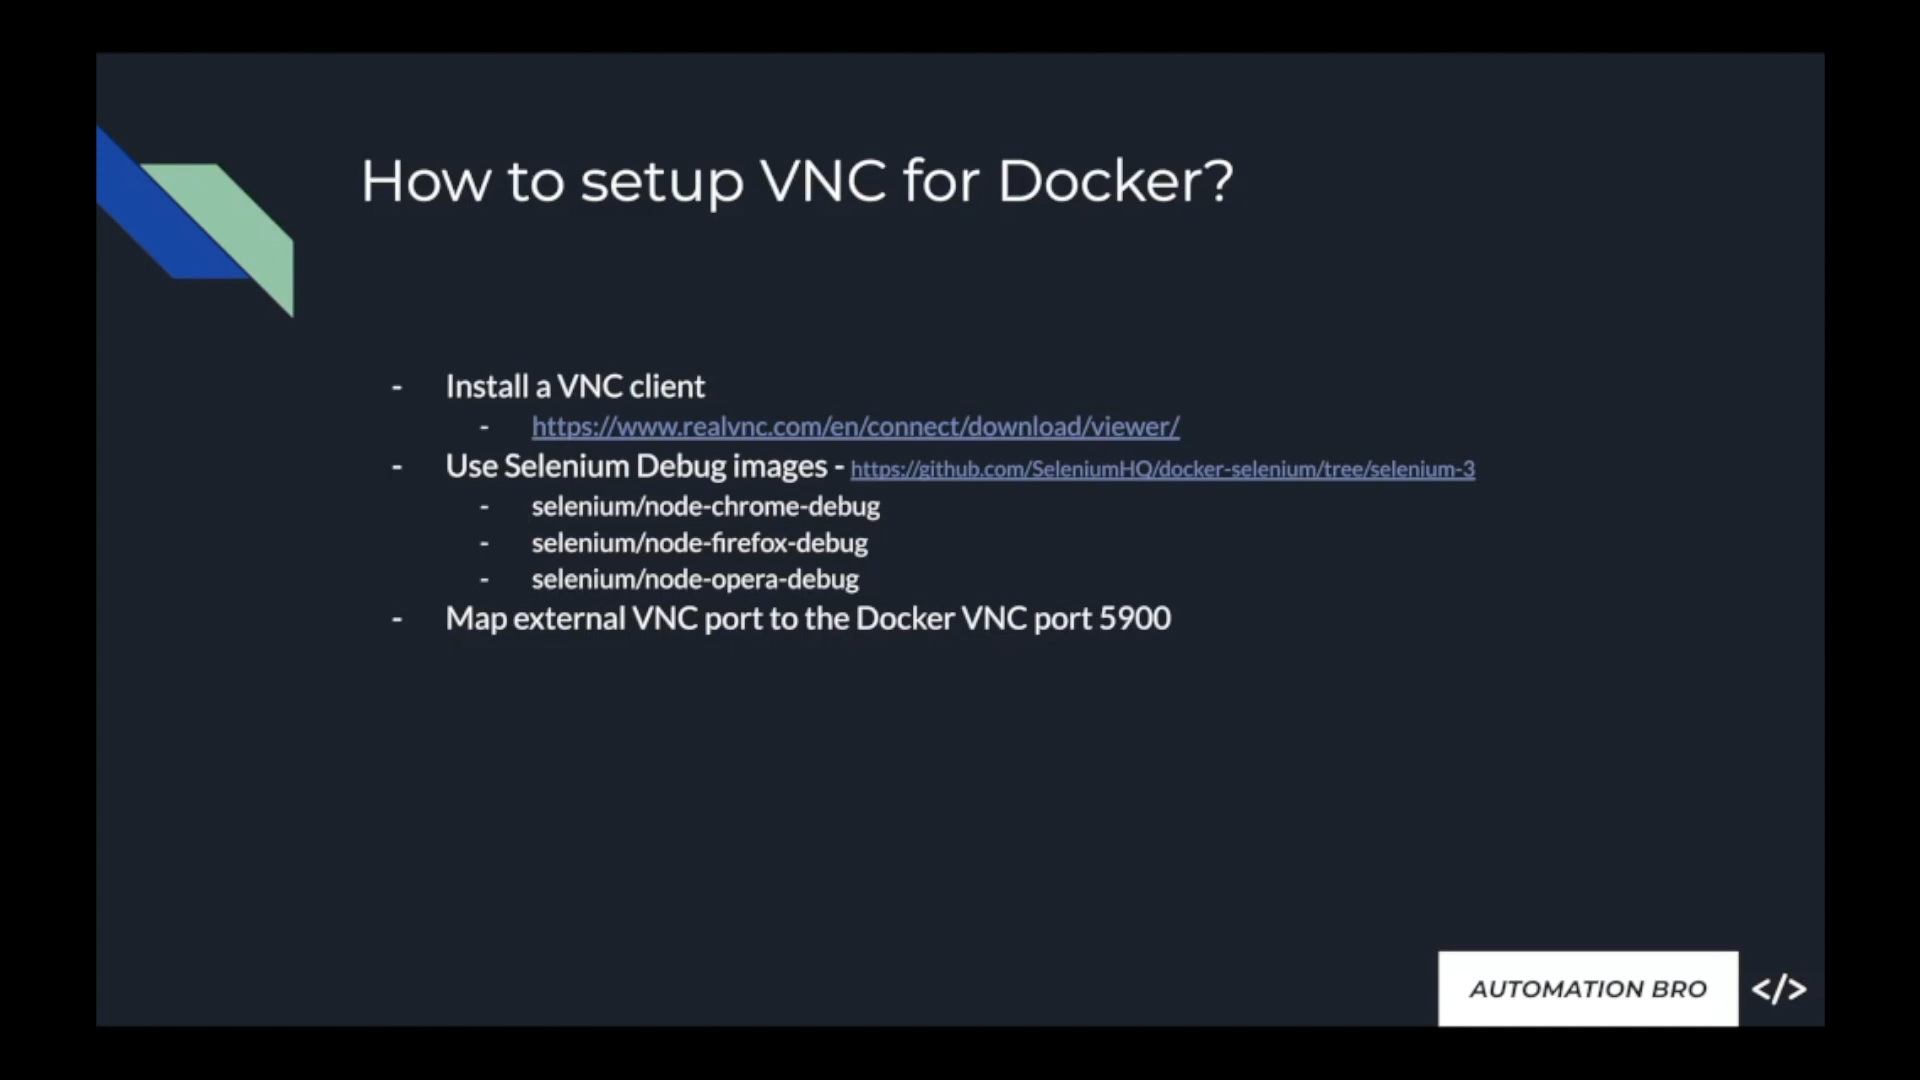 How to setup VNC for Docker?
- Install a VNC client
- https://www.realvnc.com/en/connect/download/viewer/
- Use Selenium Debug images - https://github.com/SeleniumHQ/docker-selenium/tree/selenium-3
- selenium/node-chrome-debug
- selenium/node-firefox-debug
- selenium/node-opera-debug
- Map external VNC port to the Docker VNC port 5900
AUTOMATION BRO </>